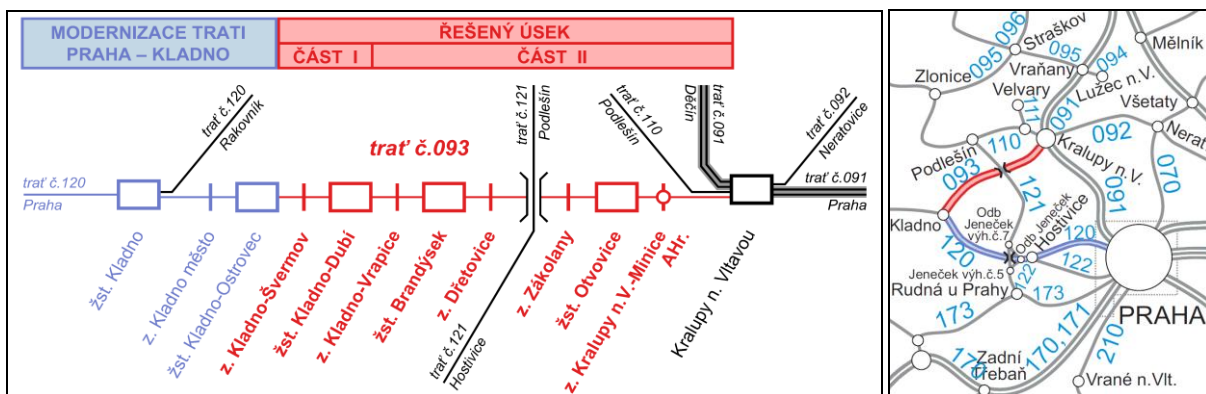 MODERNIZACE TRATI
PRAHA – KLADNO
ŘEŠENÝ ÚSEK
ČÁST I
ČÁST II
trať č.120
Rakovník
trať č.093
trať č.121
Podlešín
trať č.110
Podlešín
trať č.091
Děčín
trať č.092
Neratovice
trať č.120
Praha
trať č.091
Praha
žst. Kladno
z. Kladno město
žst. Kladno-Ostrovec
z. Kladno-Švermov
žst. Kladno-Dubí
z. Kladno-Vrapice
žst. Brandýsek
z. Dřetovice
trať č.121
Hostivice
z. Zákolany
žst. Otvovice
z. Kralupy n.V.-Minice
AHr.
Kralupy n. Vltavou
096
Straškov
Mělník
095
095
094
Vraňany
Lužec n.V.
Zlonice
Velvary
Všetaty
111
091
110
092
Podlešín
Kralupy n.V.
Neratv
093
121
091
070
Kladno
Odb
Jeneček
výh.č.7
Odb Jeneček
Hostivice
120
120
122
122
Jeneček výh.č.5
Rudná u Prahy
173
173
PRAHA
170, 171
210
Zadní
Třebaň
170
Vrané n.Vlt.